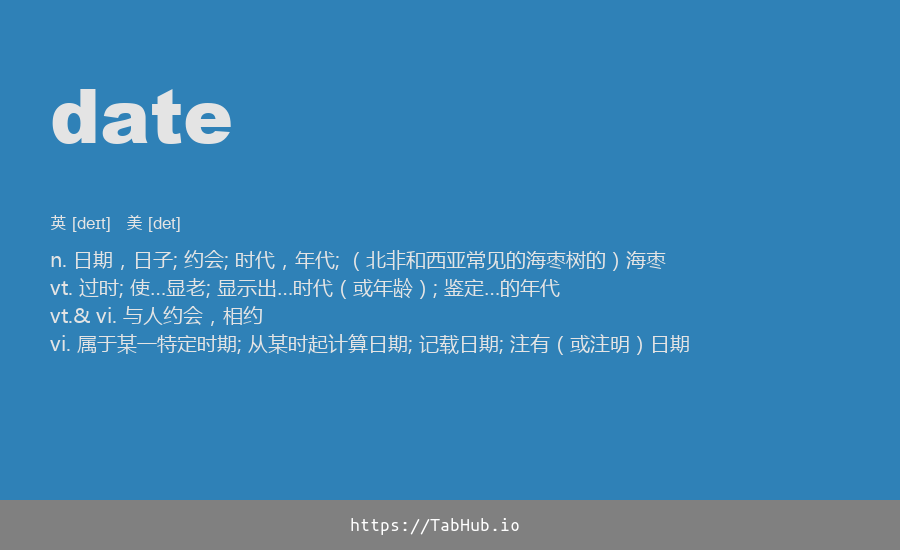 date
英 [deɪt] 美 [det]
n. 日期，日子; 约会; 时代，年代; （北非和西亚常见的海枣树的）海枣
vt. 过时; 使…显老; 显示出…时代（或年龄）; 鉴定…的年代
vt.& vi. 与人约会，相约
vi. 属于某一特定时期; 从某时起计算日期; 记载日期; 注有（或注明）日期
https://TabHub.io